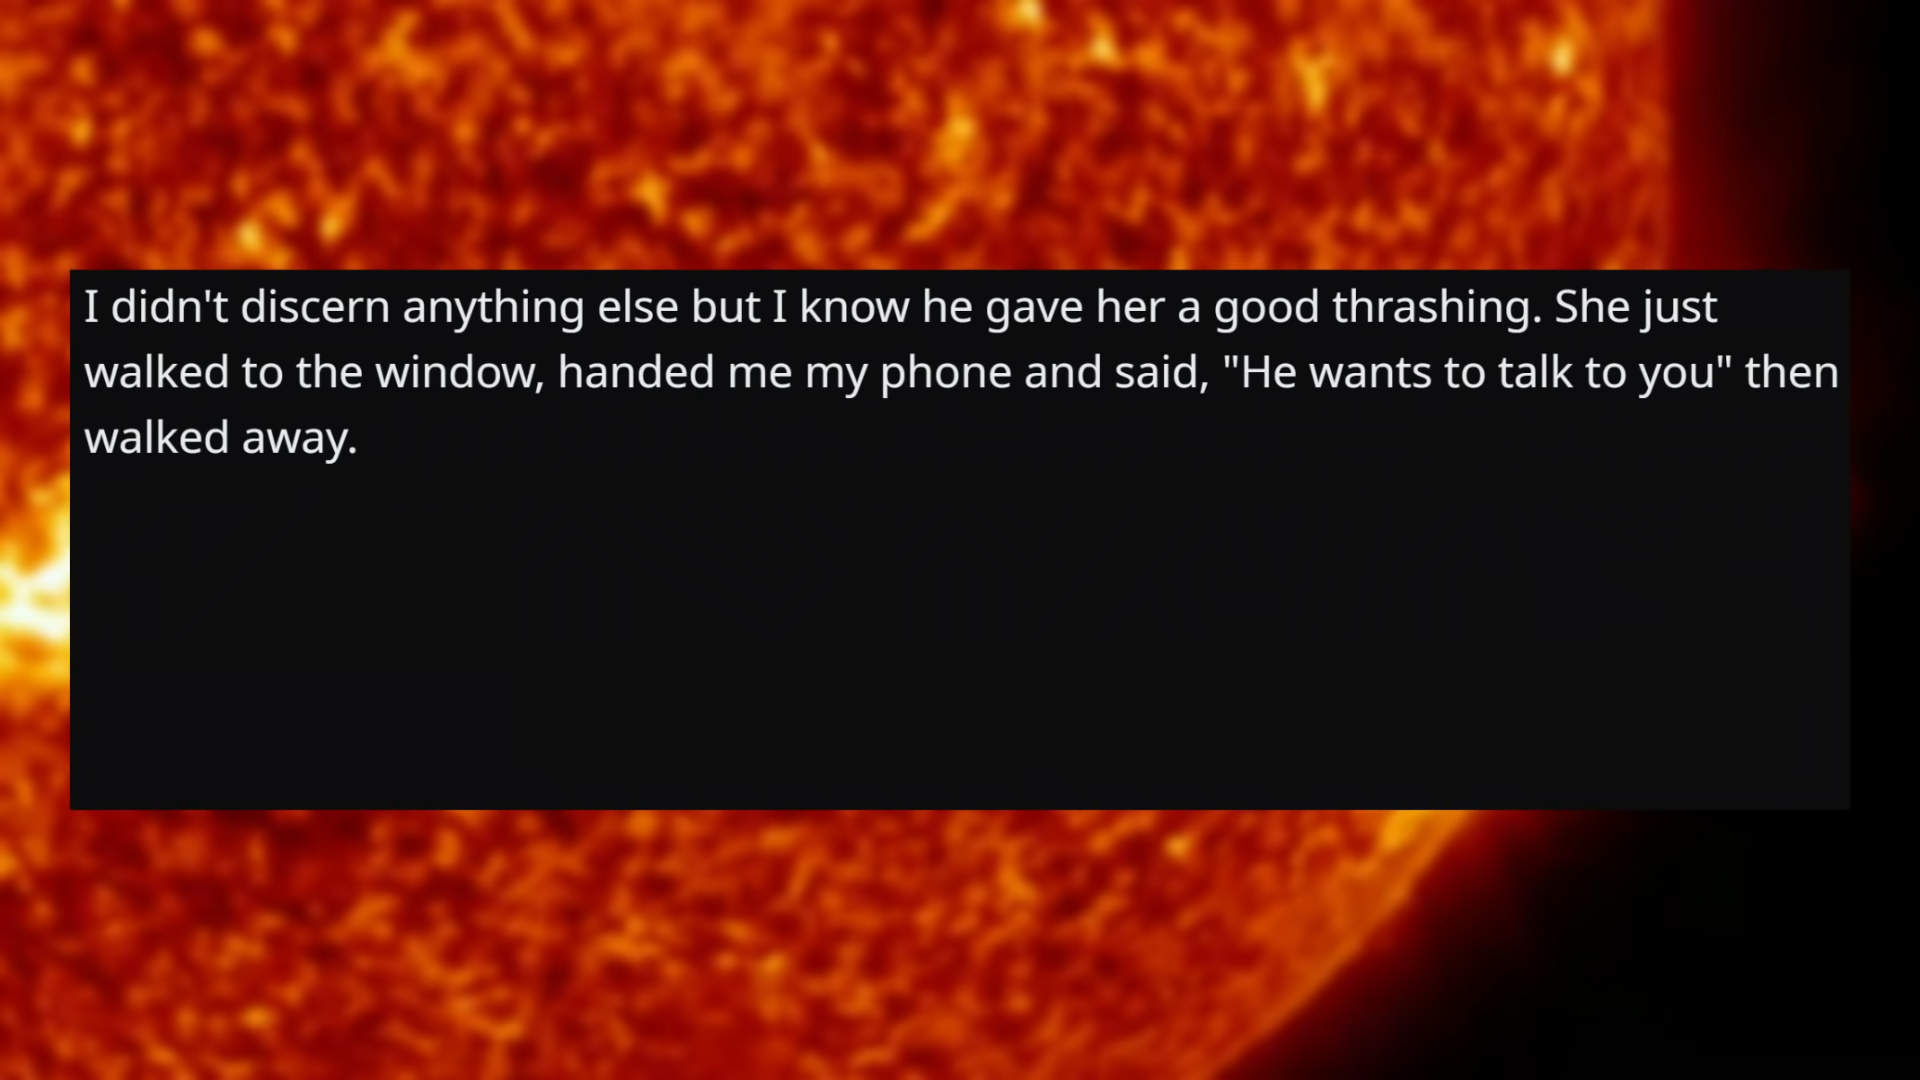 I didn't discern anything else but I know he gave her a good thrashing. She just
walked to the window, handed me my phone and said, "He wants to talk to you" then
walked away.